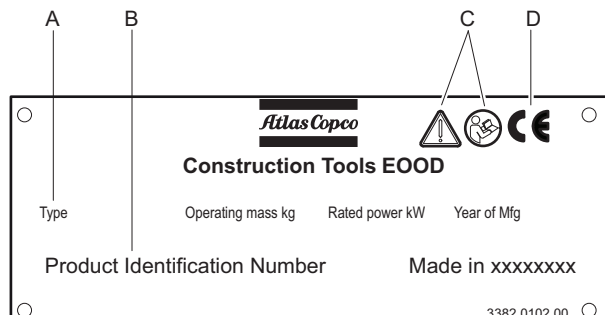 A B C D
Atlas Copco
CE
Construction Tools EOOD
Type Operating mass kg Rated power kW Year of Mfg
Product Identification Number Made in xxxxxxxx
3382 0102 00